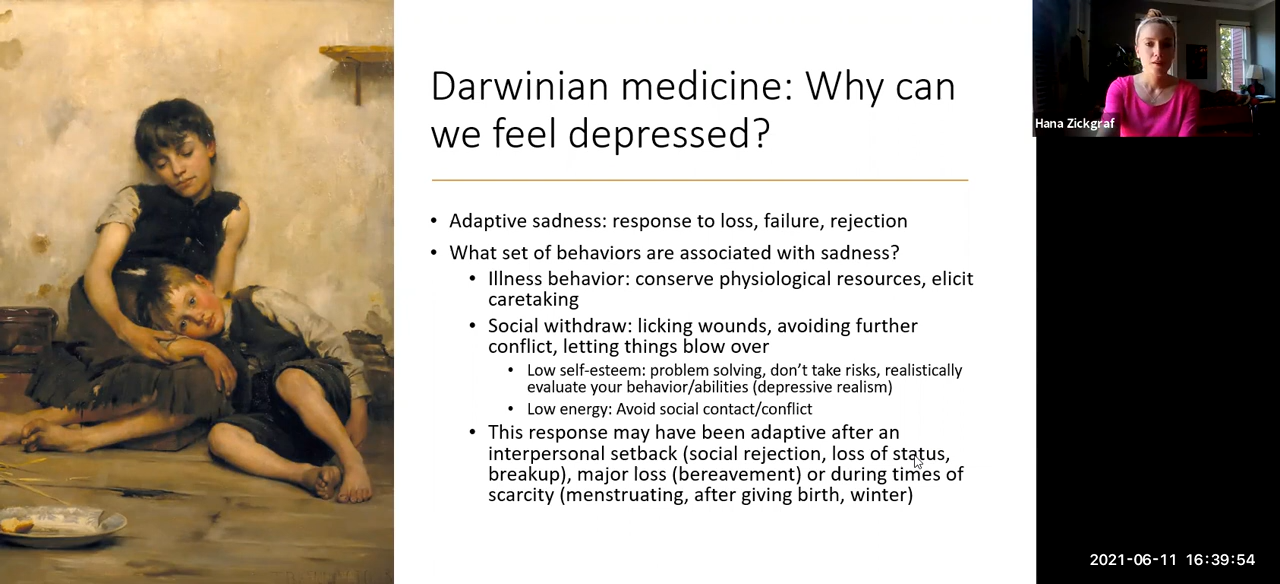 Darwinian medicine: Why can
we feel depressed?
• Adaptive sadness: response to loss, failure, rejection
• What set of behaviors are associated with sadness?
• Illness behavior: conserve physiological resources, elicit
caretaking
• Social withdraw: licking wounds, avoiding further
conflict, letting things blow over
• Low self-esteem: problem solving, don’t take risks, realistically
evaluate your behavior/abilities (depressive realism)
• Low energy: Avoid social contact/conflict
• This response may have been adaptive after an
interpersonal setback (social rejection, loss of status,
breakup), major loss (bereavement) or during times of
scarcity (menstruating, after giving birth, winter)
Hana Zickgraf
2021-06-11 16:39:54